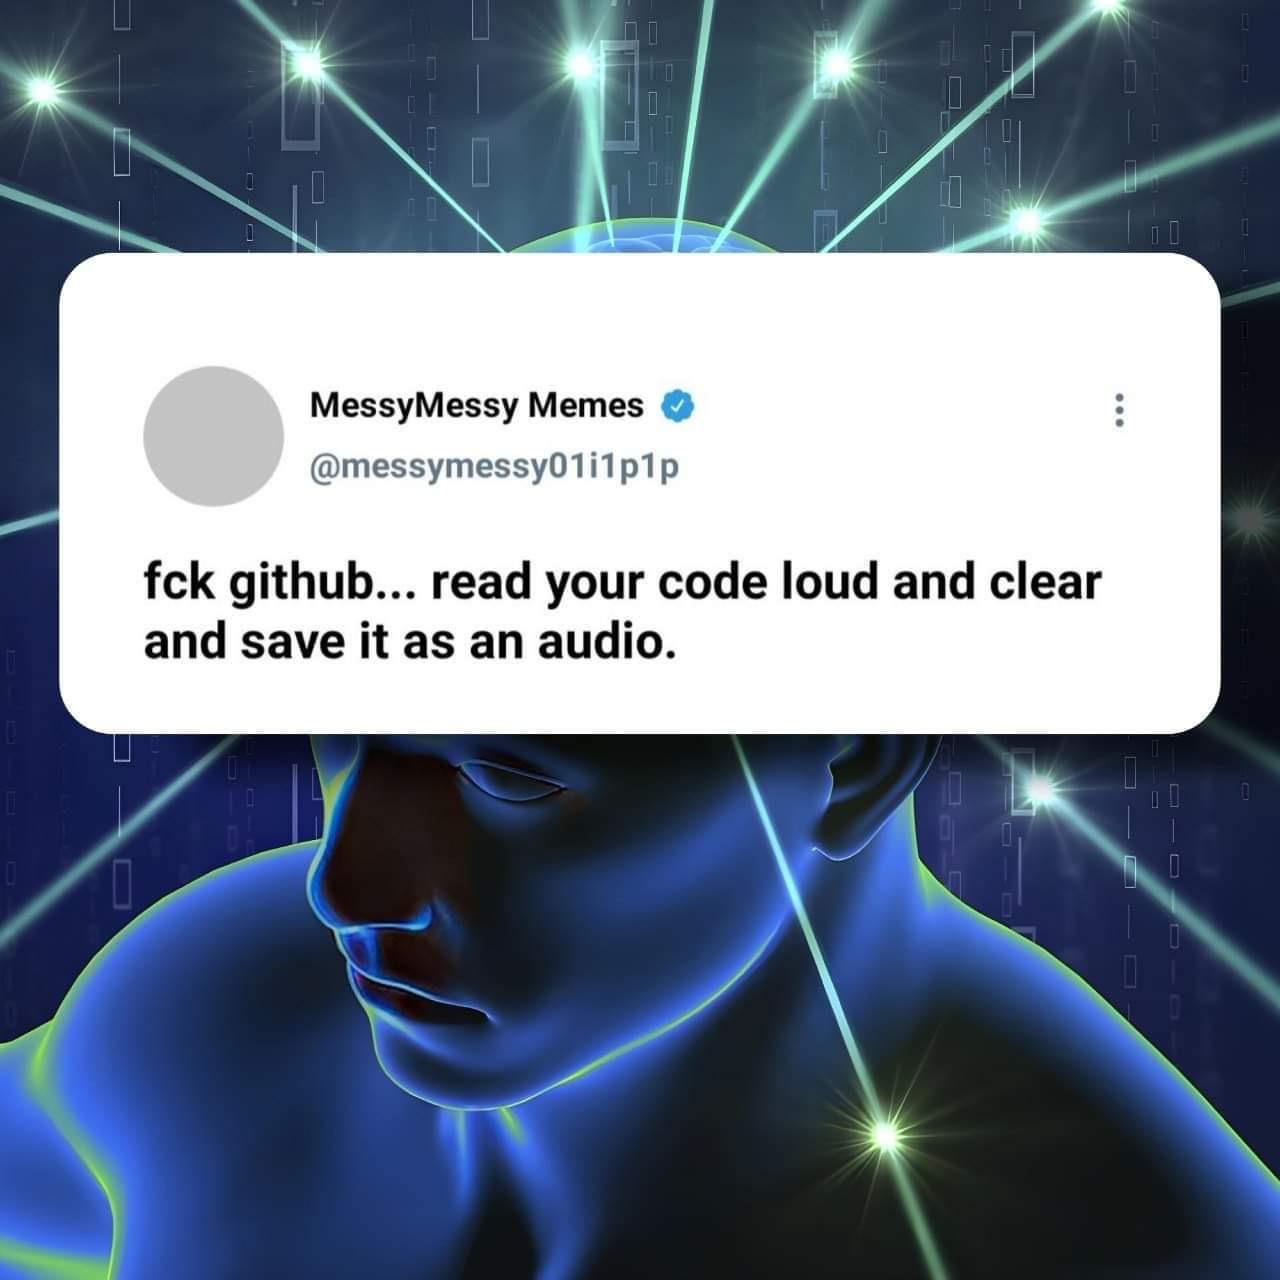 MessyMessy Memes
@messymessy01i1p1p
fck github... read your code loud and clear
and save it as an audio.